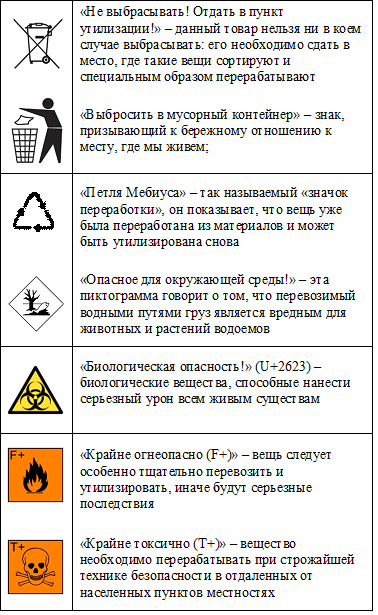 «Не выбрасывать! Отдать в пункт
утилизации!» – данный товар нельзя ни в коем
случае выбрасывать: его необходимо сдать в
место, где такие вещи сортируют и
специальным образом перерабатывают
«Выбросить в мусорный контейнер» – знак,
призывающий к бережному отношению к
месту, где мы живем;
«Петля Мебиуса» – так называемый «значок
переработки», он показывает, что вещь уже
была переработана из материалов и может
быть утилизирована снова
«Опасное для окружающей среды!» – эта
пиктограмма говорит о том, что перевозимый
водными путями груз является вредным для
животных и растений водоемов
«Биологическая опасность!» (U+2623) –
биологические вещества, способные нанести
серьезный урон всем живым существам
F+
«Крайне огнеопасно (F+)» – вещь следует
особенно тщательно перевозить и
утилизировать, иначе будут серьезные
последствия
T+
«Крайне токсично (T+)» – вещество
необходимо перерабатывать при строжайшей
технике безопасности в отдаленных от
населенных пунктов местностях